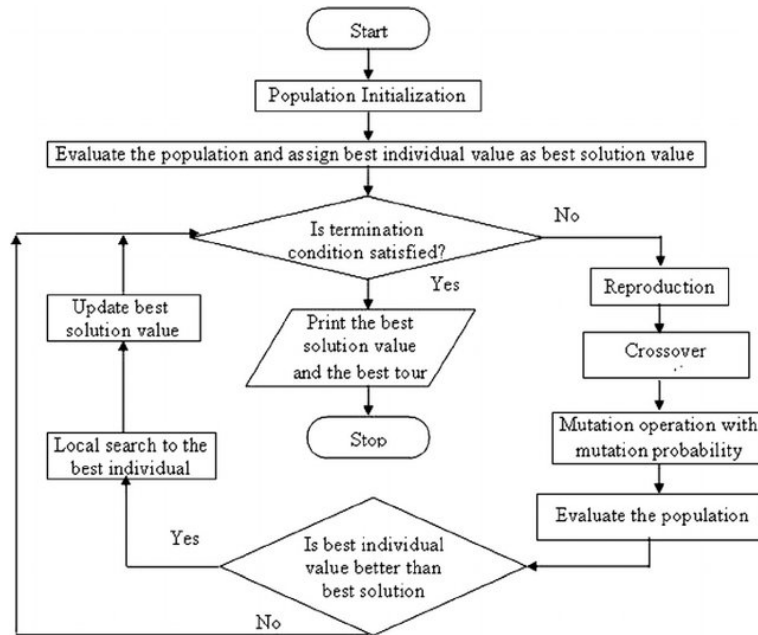 Start
Population Initialization
Evaluate the population and assign best individual value as best solution value
Is termination
condition satisfied?
No
Yes
Reproduction
Update best
solution value
Print the best
solution value
and the best tour
Crossover
Stop
Mutation operation with
mutation probability
Local search to the
best individual
Evaluate the population
Yes
Is best individual
value better than
best solution
No